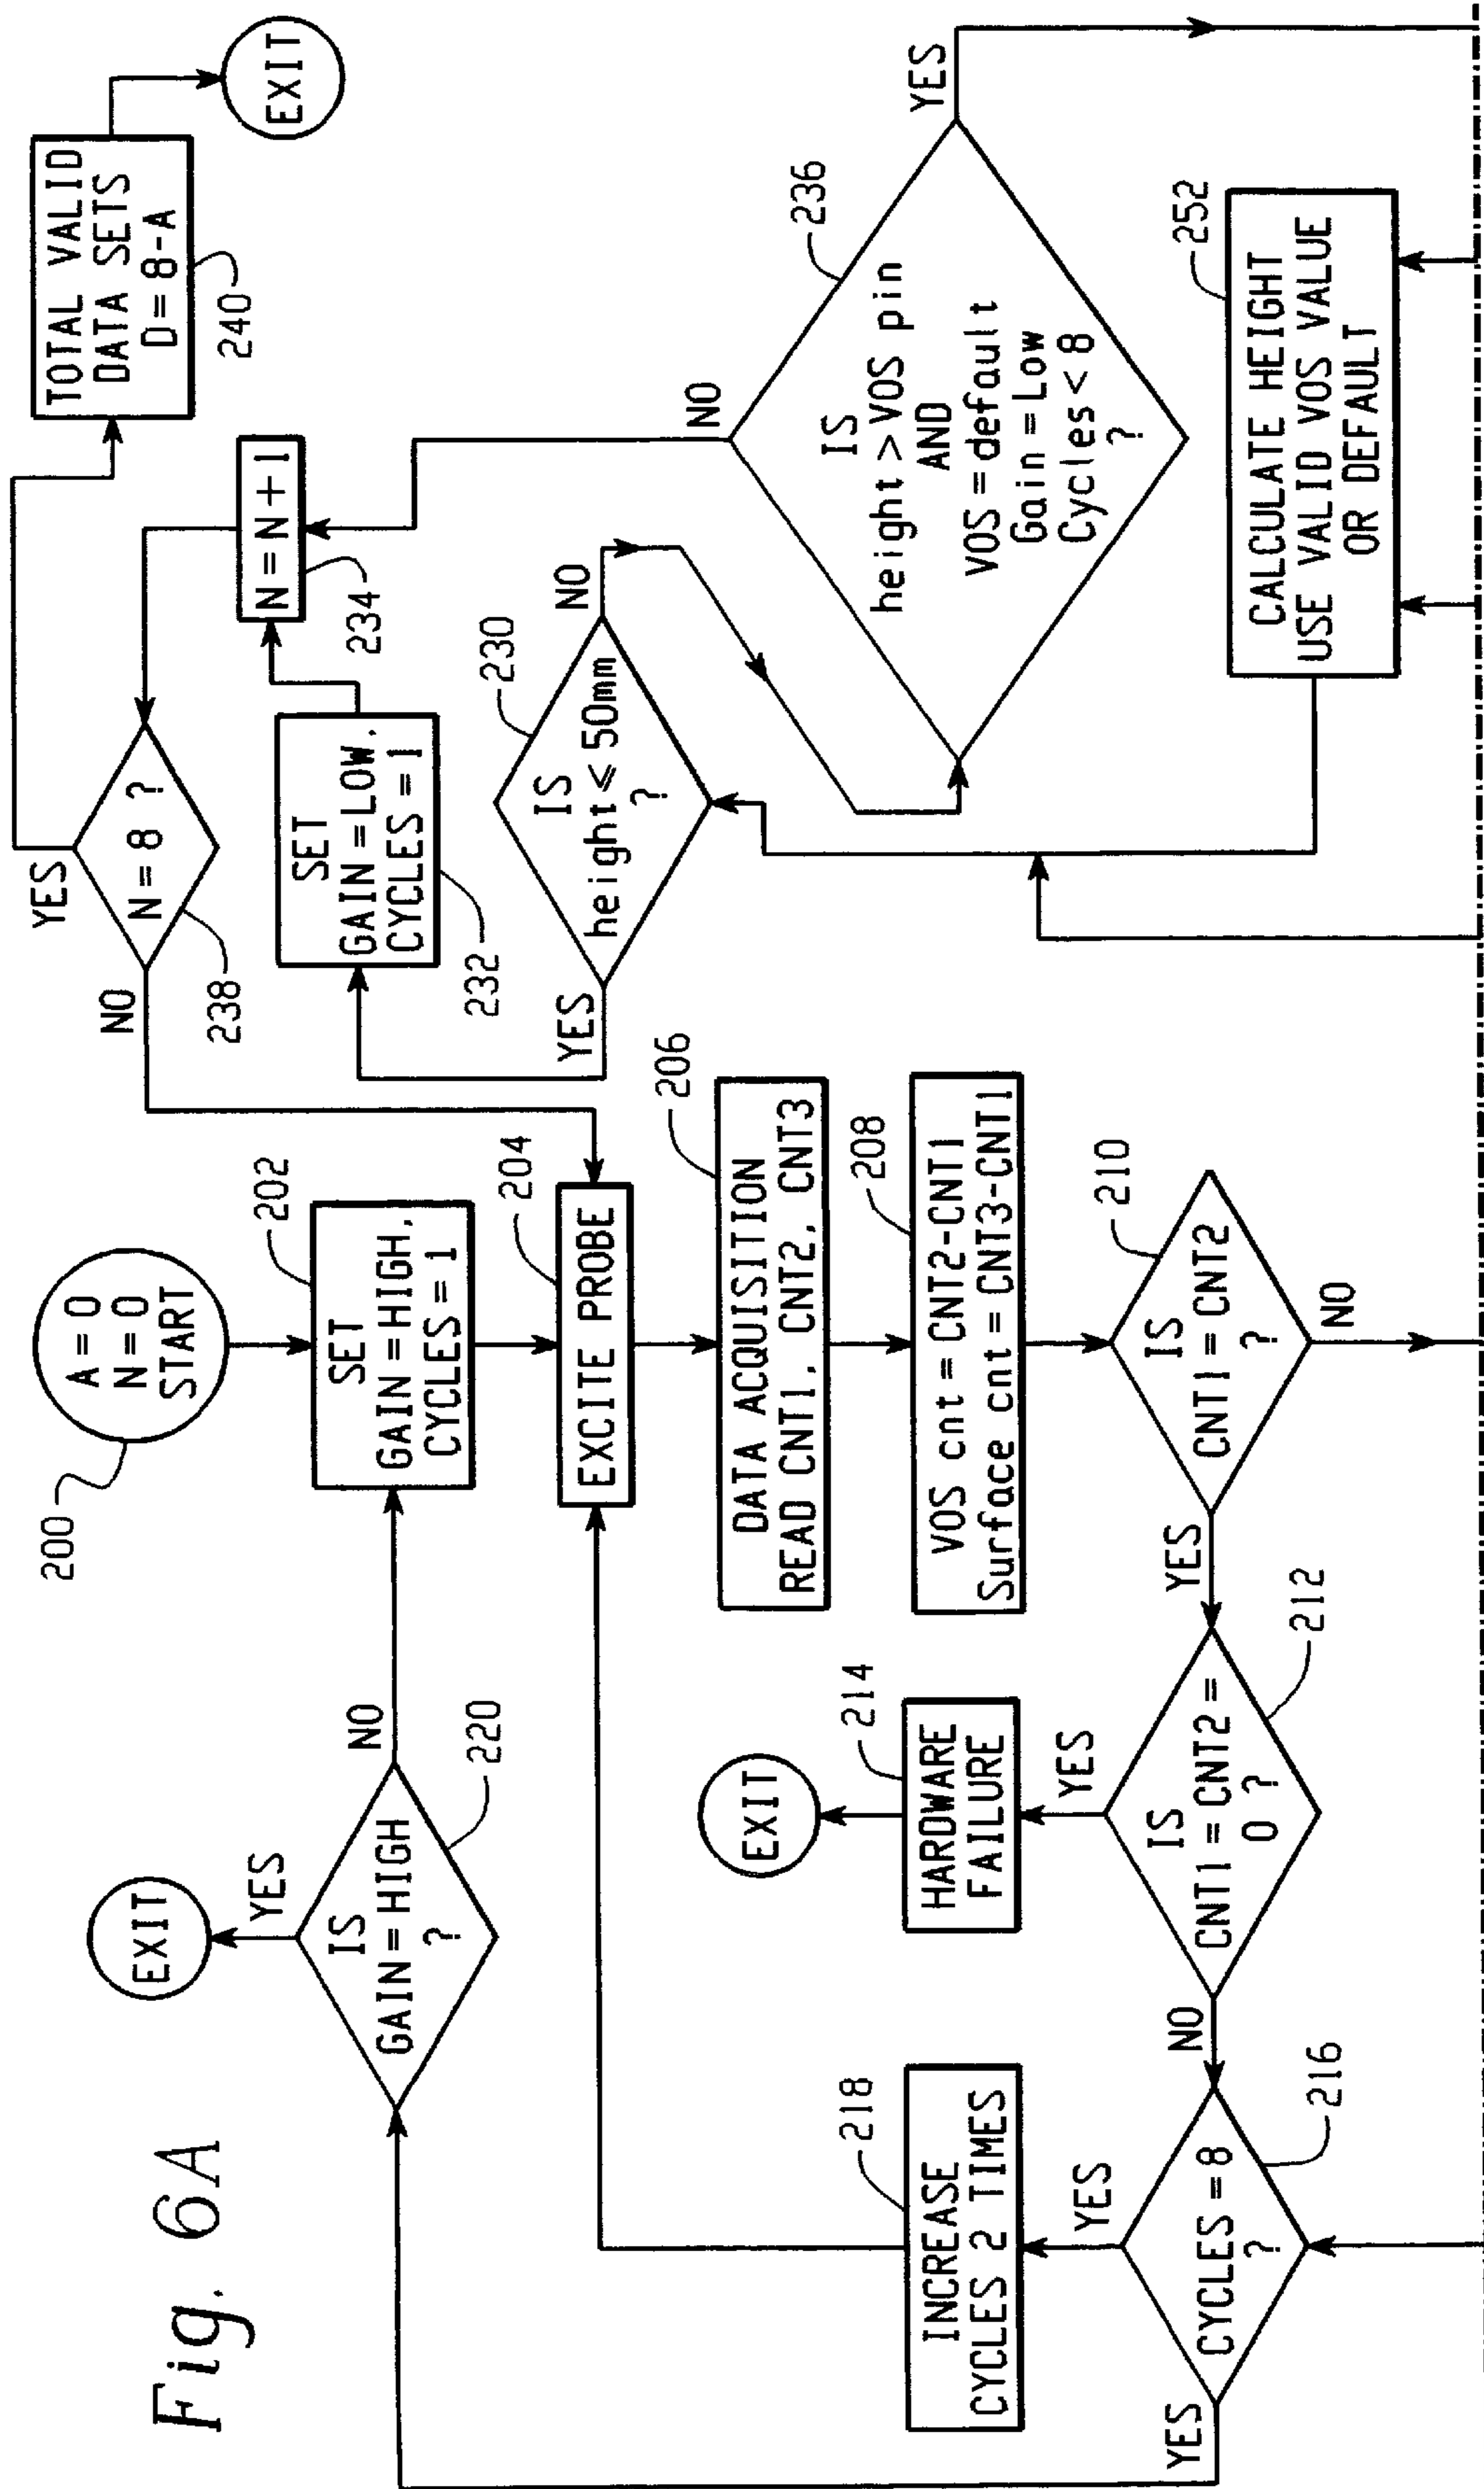 Fig. 6A
200
A = 0
N = 0
START
202
SET
GAIN = HIGH,
CYCLES = 1
204
EXCITE PROBE
206
DATA ACQUISITION
READ CNT1, CNT2, CNT3
208
VOS cnt = CNT2-CNT1
Surface cnt = CNT3-CNT1
210
IS
CNT1 = CNT2
?
YES
NO
212
IS
CNT1 = CNT2 =
0 ?
YES
NO
214
HARDWARE
FAILURE
EXIT
216
CYCLES = 8
?
YES
YES
218
INCREASE
CYCLES 2 TIMES
220
IS
GAIN = HIGH
?
YES
NO
EXIT
230
IS
height ≤ 50mm
?
YES
NO
232
SET
GAIN = LOW,
CYCLES = 1
234
N = N + 1
236
IS
height > VOS pin
AND
VOS = default
Gain = Low
Cycles < 8
?
NO
YES
238
N = 8 ?
NO
YES
240
TOTAL VALID
DATA SETS
D = 8-A
EXIT
252
CALCULATE HEIGHT
USE VALID VOS VALUE
OR DEFAULT